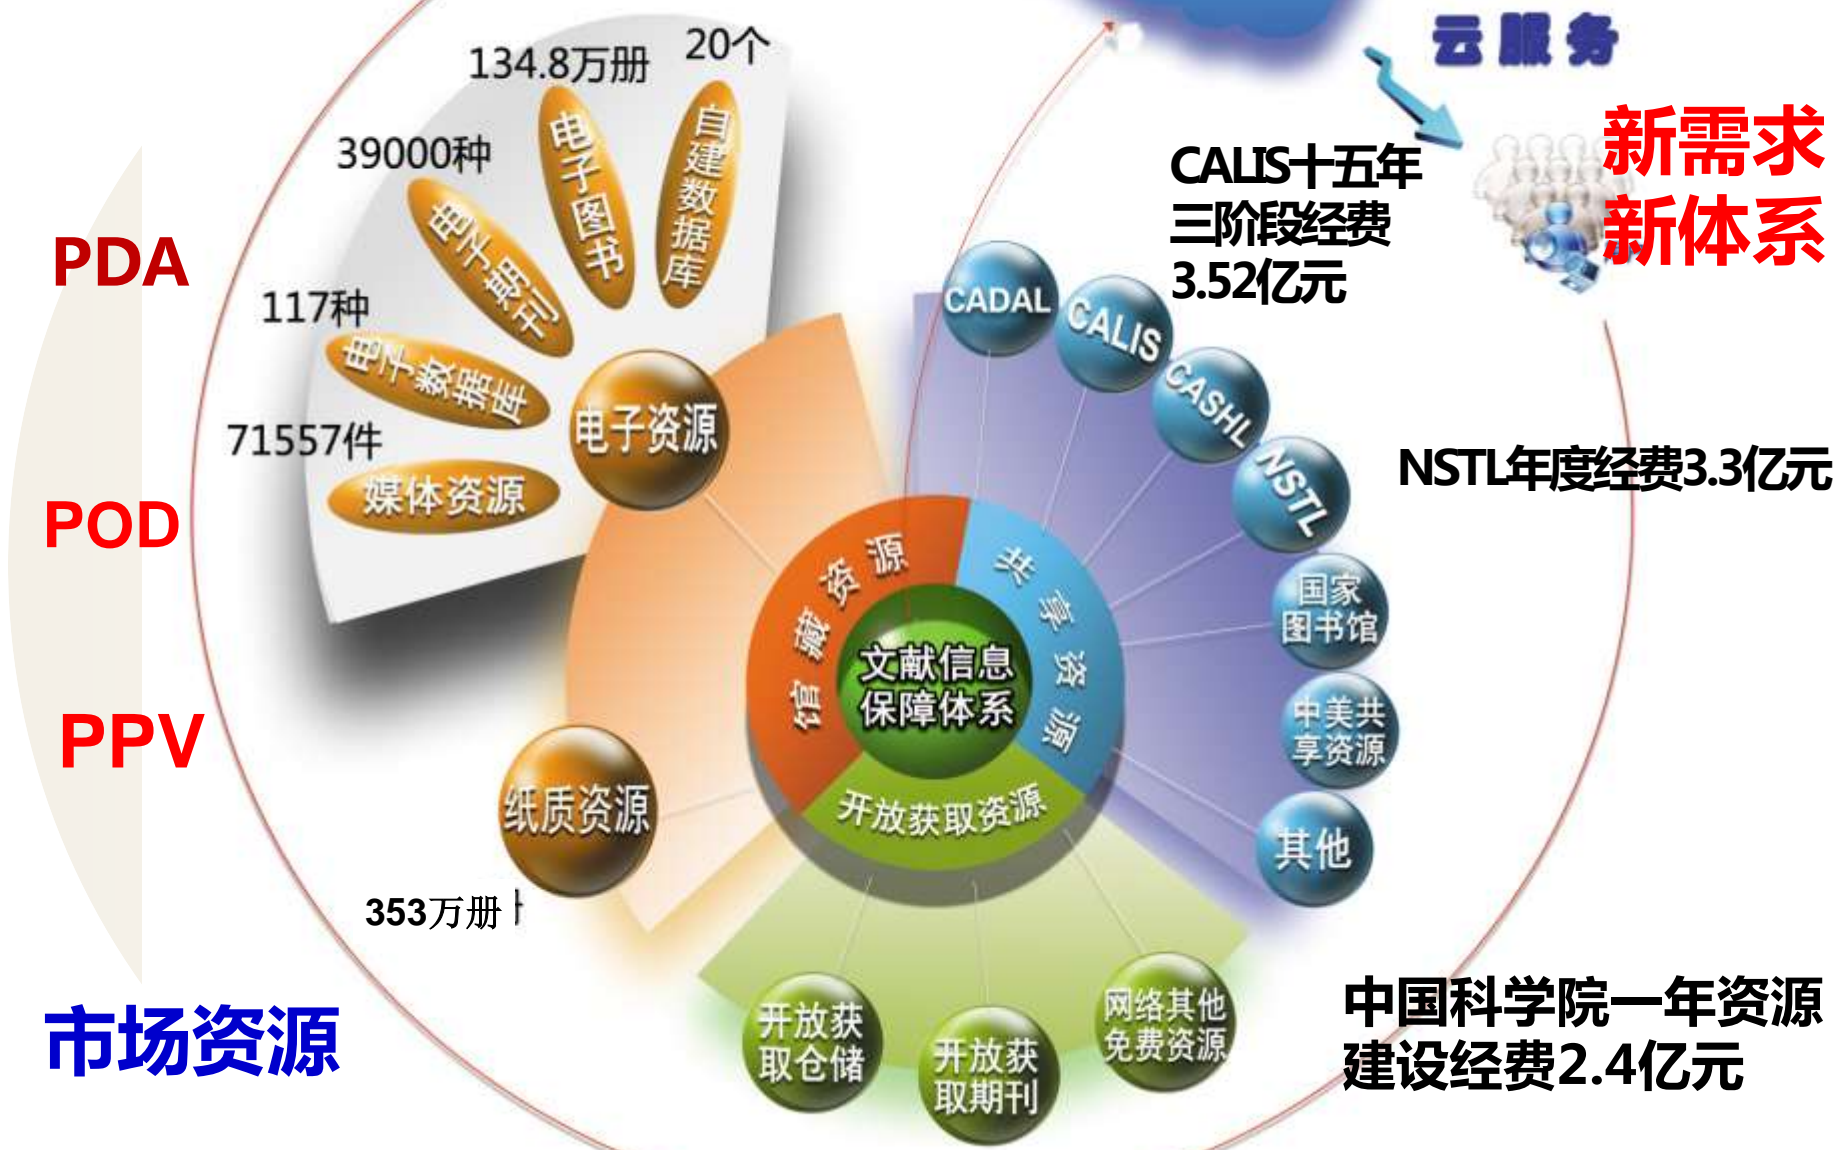 云服务
新需求
新体系
20个
134.8万册
39000种
117种
71557件
自建数据库
电子图书
电子期刊
电子数据库
媒体资源
电子资源
纸质资源
353万册
PDA
POD
PPV
市场资源
CALIS十五年
三阶段经费
3.52亿元
CADAL
CALIS
CASHL
NSTL
NSTL年度经费3.3亿元
国家
图书馆
中美共
享资源
其他
馆藏资源
共享资源
文献信息
保障体系
开放获取资源
开放获
取仓储
开放获
取期刊
网络其他
免费资源
中国科学院一年资源
建设经费2.4亿元